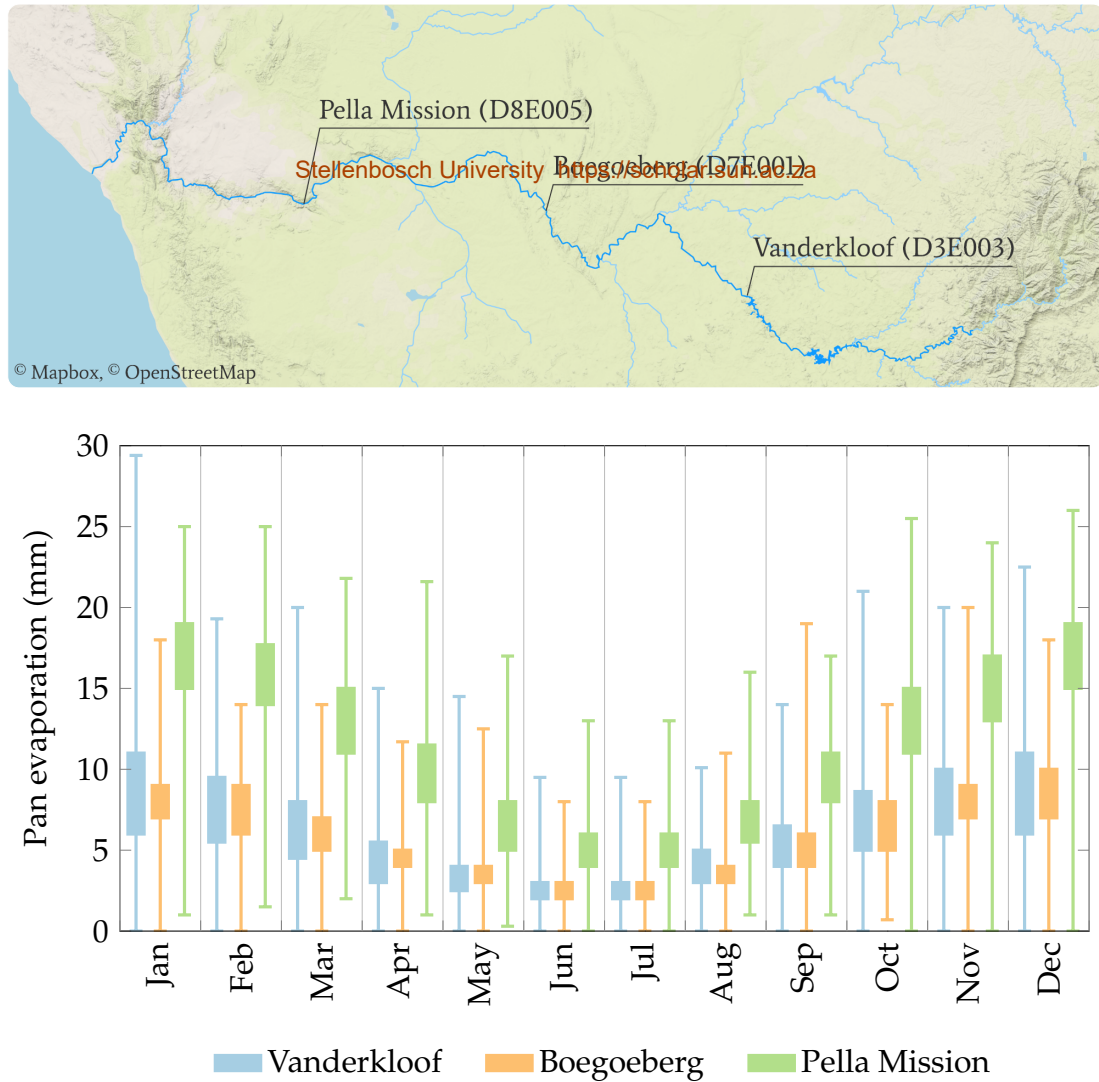 Pella Mission (D8E005)
Stellenbosch University https://scholar.sun.ac.za
Boegoeberg (D7E001)
Vanderkloof (D3E003)
© Mapbox, © OpenStreetMap
Pan evaporation (mm)
30
25
20
15
10
5
0
Jan Feb Mar Apr May Jun Jul Aug Sep Oct Nov Dec
Vanderkloof Boegoeberg Pella Mission